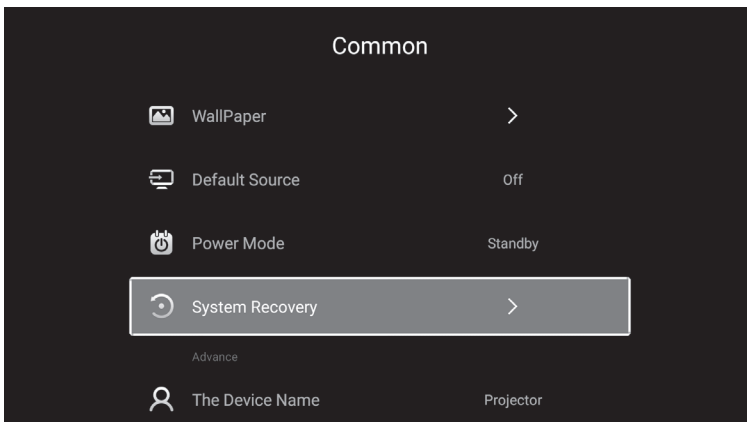 Common
WallPaper
Default Source Off
Power Mode Standby
System Recovery
Advance
The Device Name Projector